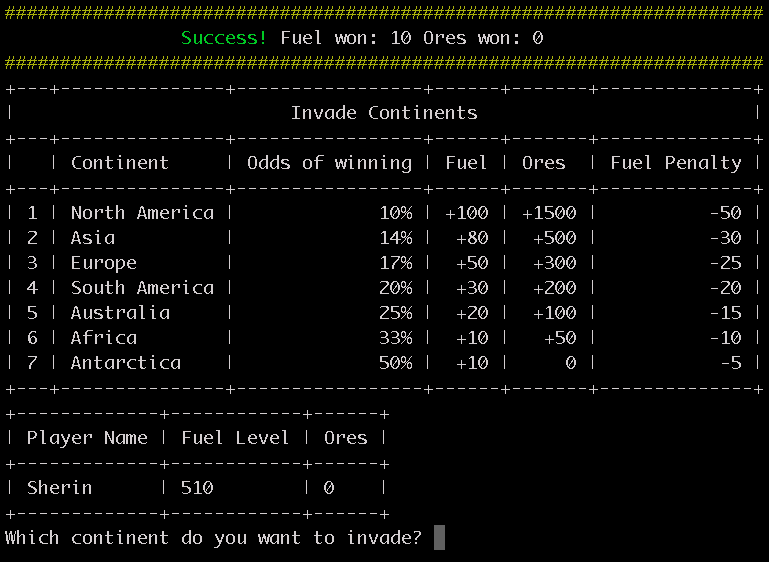 #####################################################################
Success! Fuel won: 10 Ores won: 0
#####################################################################
+---+---------------+-----------------+------+-------+--------------+
| Invade Continents |
+---+---------------+-----------------+------+-------+--------------+
| | Continent | Odds of winning | Fuel | Ores | Fuel Penalty |
+---+---------------+-----------------+------+-------+--------------+
| 1 | North America | 10% | +100 | +1500 | -50 |
| 2 | Asia | 14% | +80 | +500 | -30 |
| 3 | Europe | 17% | +50 | +300 | -25 |
| 4 | South America | 20% | +30 | +200 | -20 |
| 5 | Australia | 25% | +20 | +100 | -15 |
| 6 | Africa | 33% | +10 | +50 | -10 |
| 7 | Antarctica | 50% | +10 | 0 | -5 |
+---+---------------+-----------------+------+-------+--------------+
+-------------+------------+------+
| Player Name | Fuel Level | Ores |
+-------------+------------+------+
| Sherin | 510 | 0 |
+-------------+------------+------+
Which continent do you want to invade?